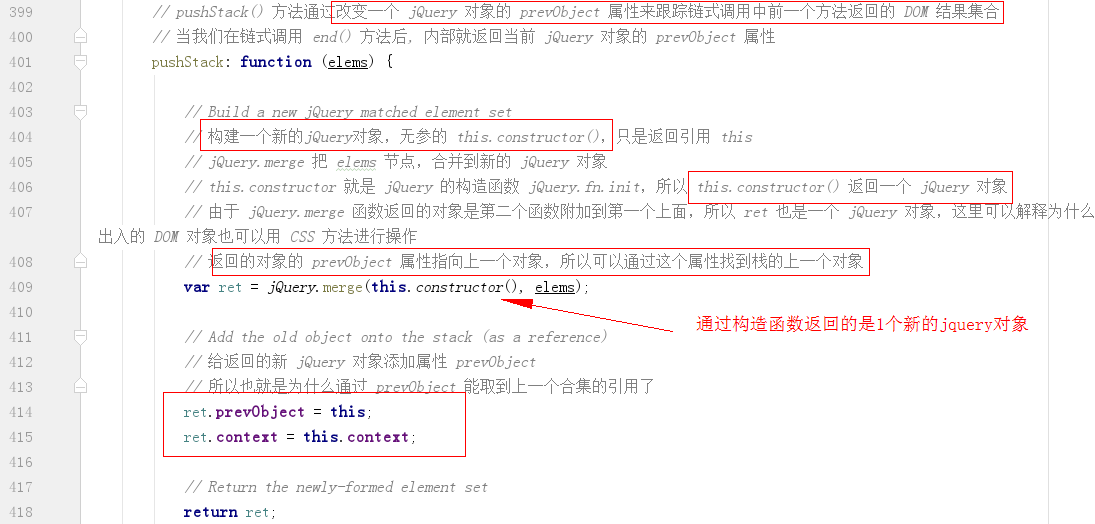 399 // pushStack() 方法通过改变一个 jQuery 对象的 prevObject 属性来跟踪链式调用中前一个方法返回的 DOM 结果集合
400 // 当我们在链式调用 end() 方法后, 内部就返回当前 jQuery 对象的 prevObject 属性
401 pushStack: function (elems) {
402
403 // Build a new jQuery matched element set
404 // 构建一个新的jQuery对象，无参的 this.constructor()，只是返回引用 this
405 // jQuery.merge 把 elems 节点，合并到新的 jQuery 对象
406 // this.constructor 就是 jQuery 的构造函数 jQuery.fn.init，所以 this.constructor() 返回一个 jQuery 对象
407 // 由于 jQuery.merge 函数返回的对象是第二个函数附加到第一个上面，所以 ret 也是一个 jQuery 对象，这里可以解释为什么
出入的 DOM 对象也可以用 CSS 方法进行操作
408 // 返回的对象的 prevObject 属性指向上一个对象，所以可以通过这个属性找到栈的上一个对象
409 var ret = jQuery.merge(this.constructor(), elems);
通过构造函数返回的是1个新的jquery对象
410
411 // Add the old object onto the stack (as a reference)
412 // 给返回的新 jQuery 对象添加属性 prevObject
413 // 所以也就是为什么通过 prevObject 能取到上一个合集的引用了
414 ret.prevObject = this;
415 ret.context = this.context;
416
417 // Return the newly-formed element set
418 return ret;